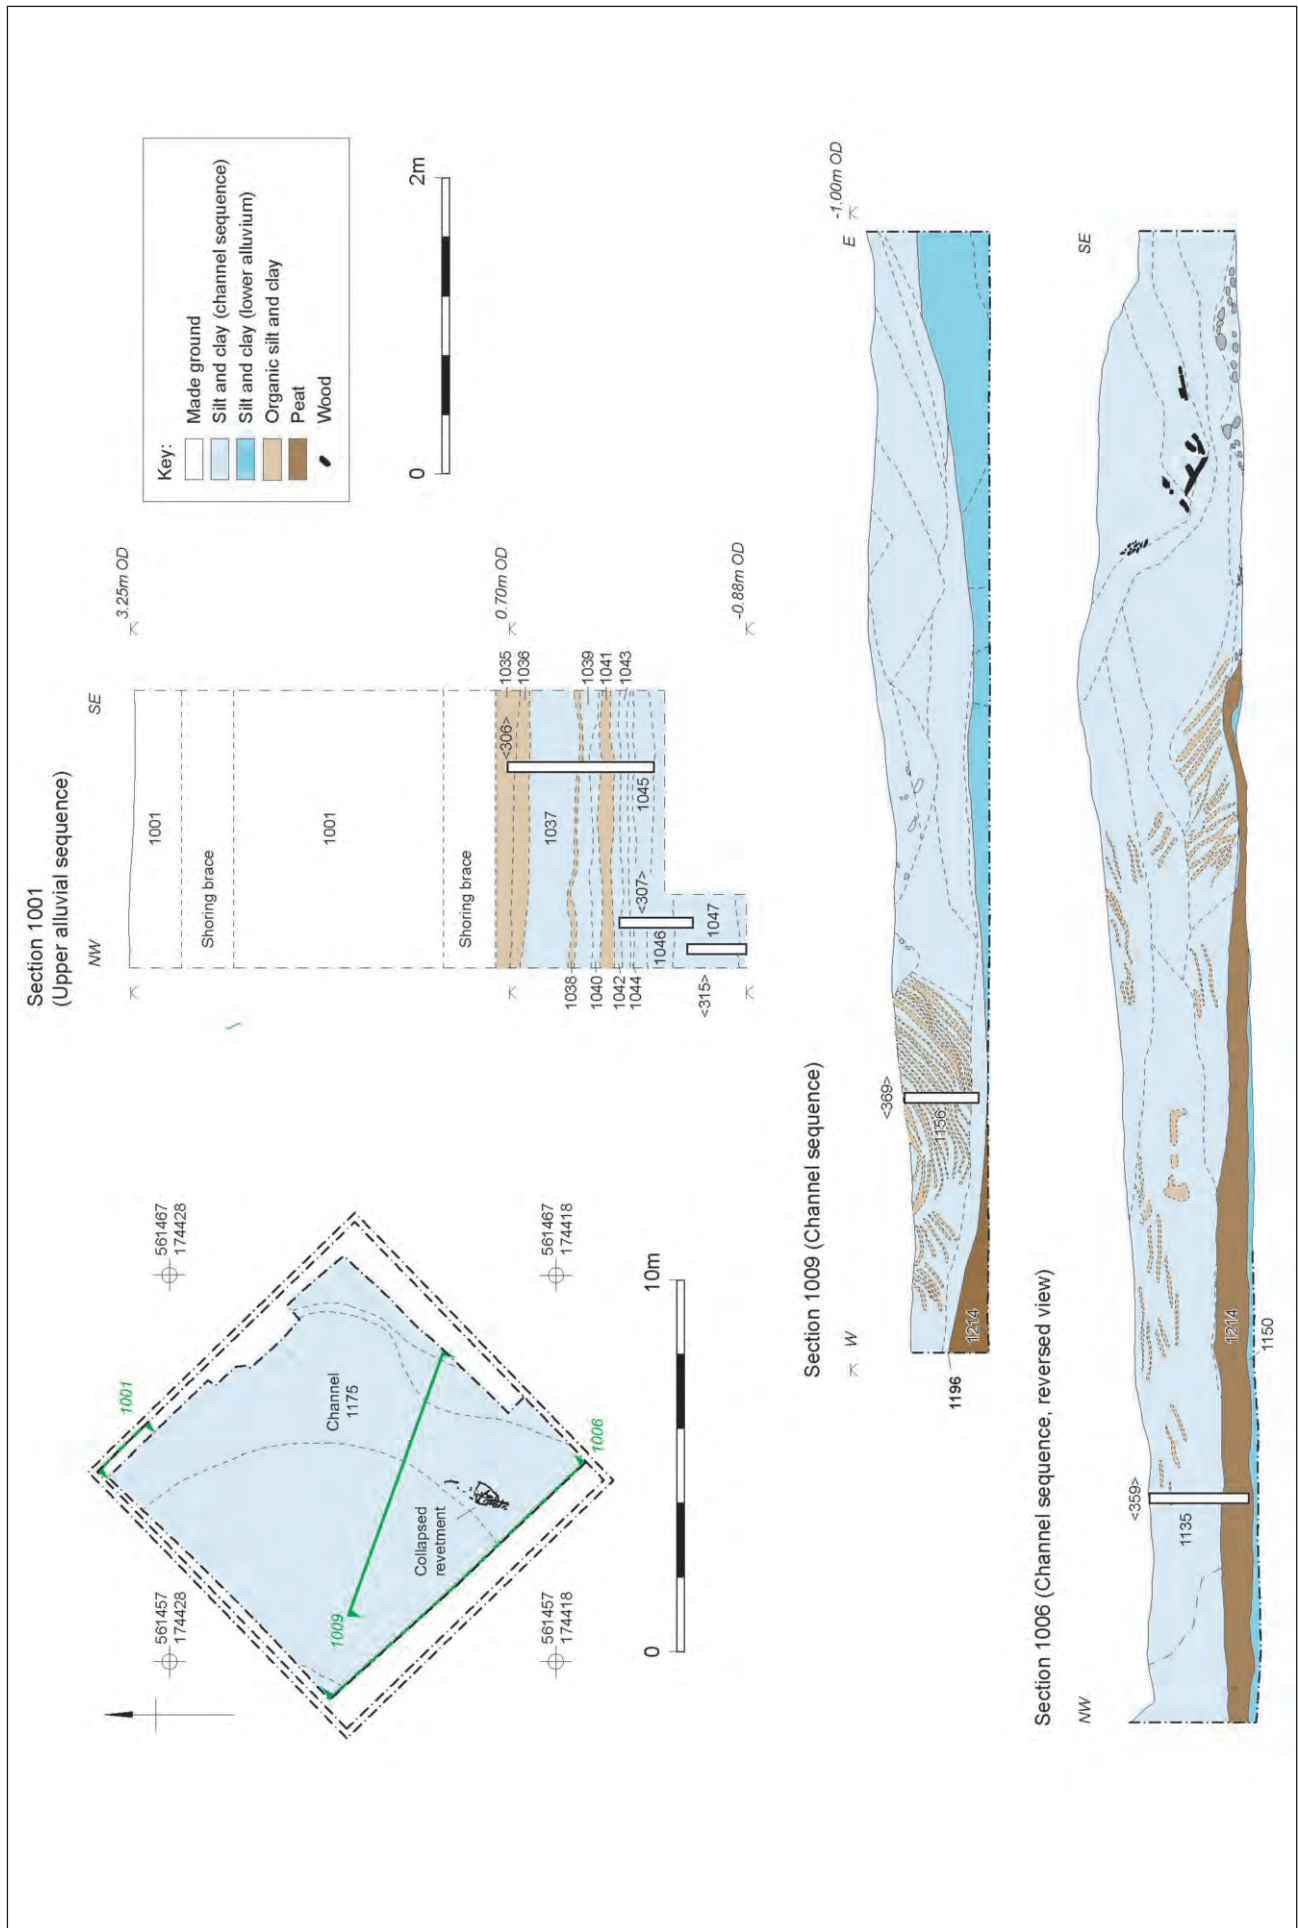 Section 1001
(Upper alluvial sequence)
NW
SE
3.25m OD
1001
Shoring brace
1001
Shoring brace
0.70m OD
<306>
1035
1036
1037
1038
1039
1040
1041
1042
1043
1044
1045
<307>
1046
1047
<315>
-0.88m OD
Key:
Made ground
Silt and clay (channel sequence)
Silt and clay (lower alluvium)
Organic silt and clay
Peat
Wood
0
2m
561457
174428
561467
174428
1001
Channel
1175
1009
Collapsed
revetment
1006
561457
174418
561467
174418
0
10m
Section 1009 (Channel sequence)
W
E
-1.00m OD
<369>
1156
1196
1214
Section 1006 (Channel sequence, reversed view)
NW
SE
<359>
1135
1214
1150